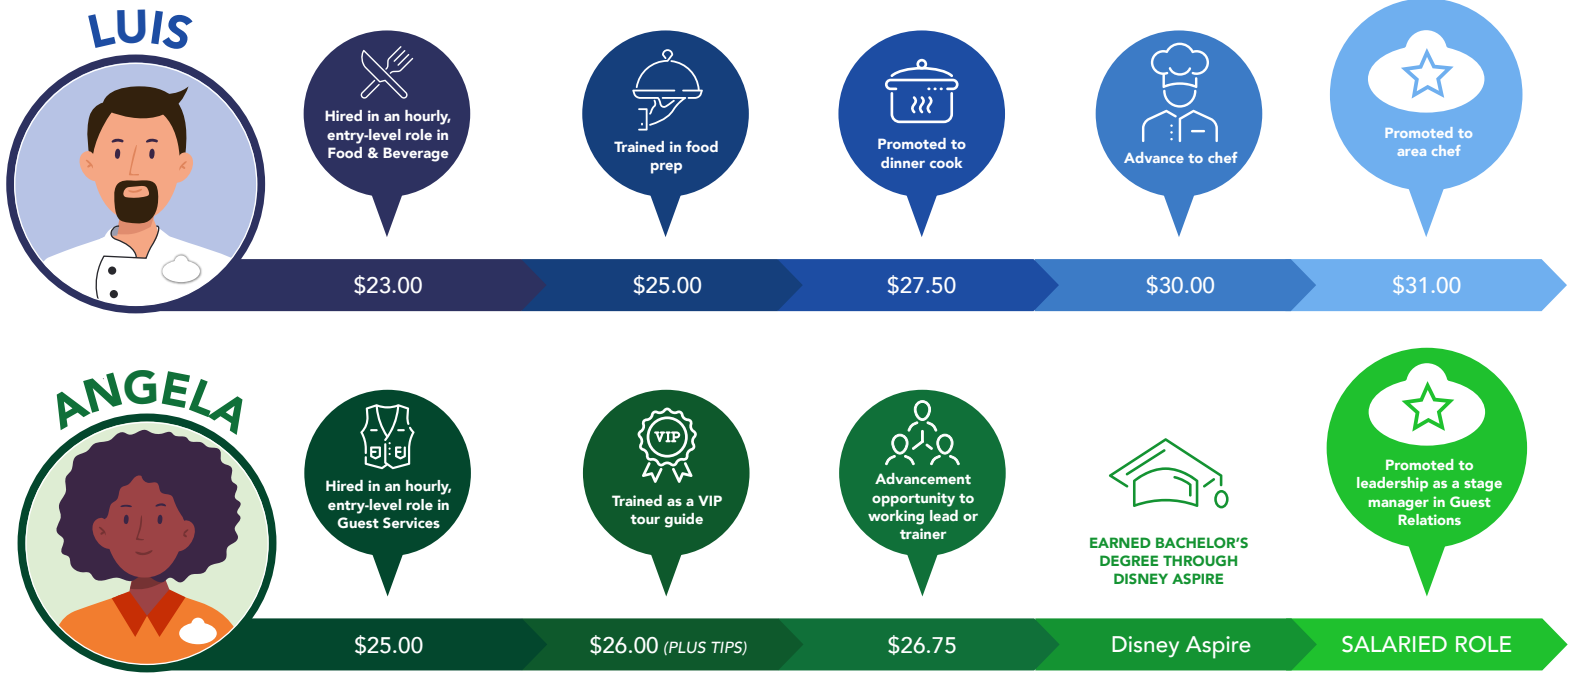 LUIS
Hired in an hourly,
entry-level role in
Food & Beverage
Trained in food
prep
Promoted to
dinner cook
Advance to chef
Promoted to
area chef
$23.00
$25.00
$27.50
$30.00
$31.00
ANGELA
Hired in an hourly,
entry-level role in
Guest Services
VIP
Trained as a VIP
tour guide
Advancement
opportunity to
working lead or
trainer
EARNED BACHELOR'S
DEGREE THROUGH
DISNEY ASPIRE
Promoted to
leadership as a stage
manager in Guest
Relations
$25.00
$26.00 (PLUS TIPS)
$26.75
Disney Aspire
SALARIED ROLE